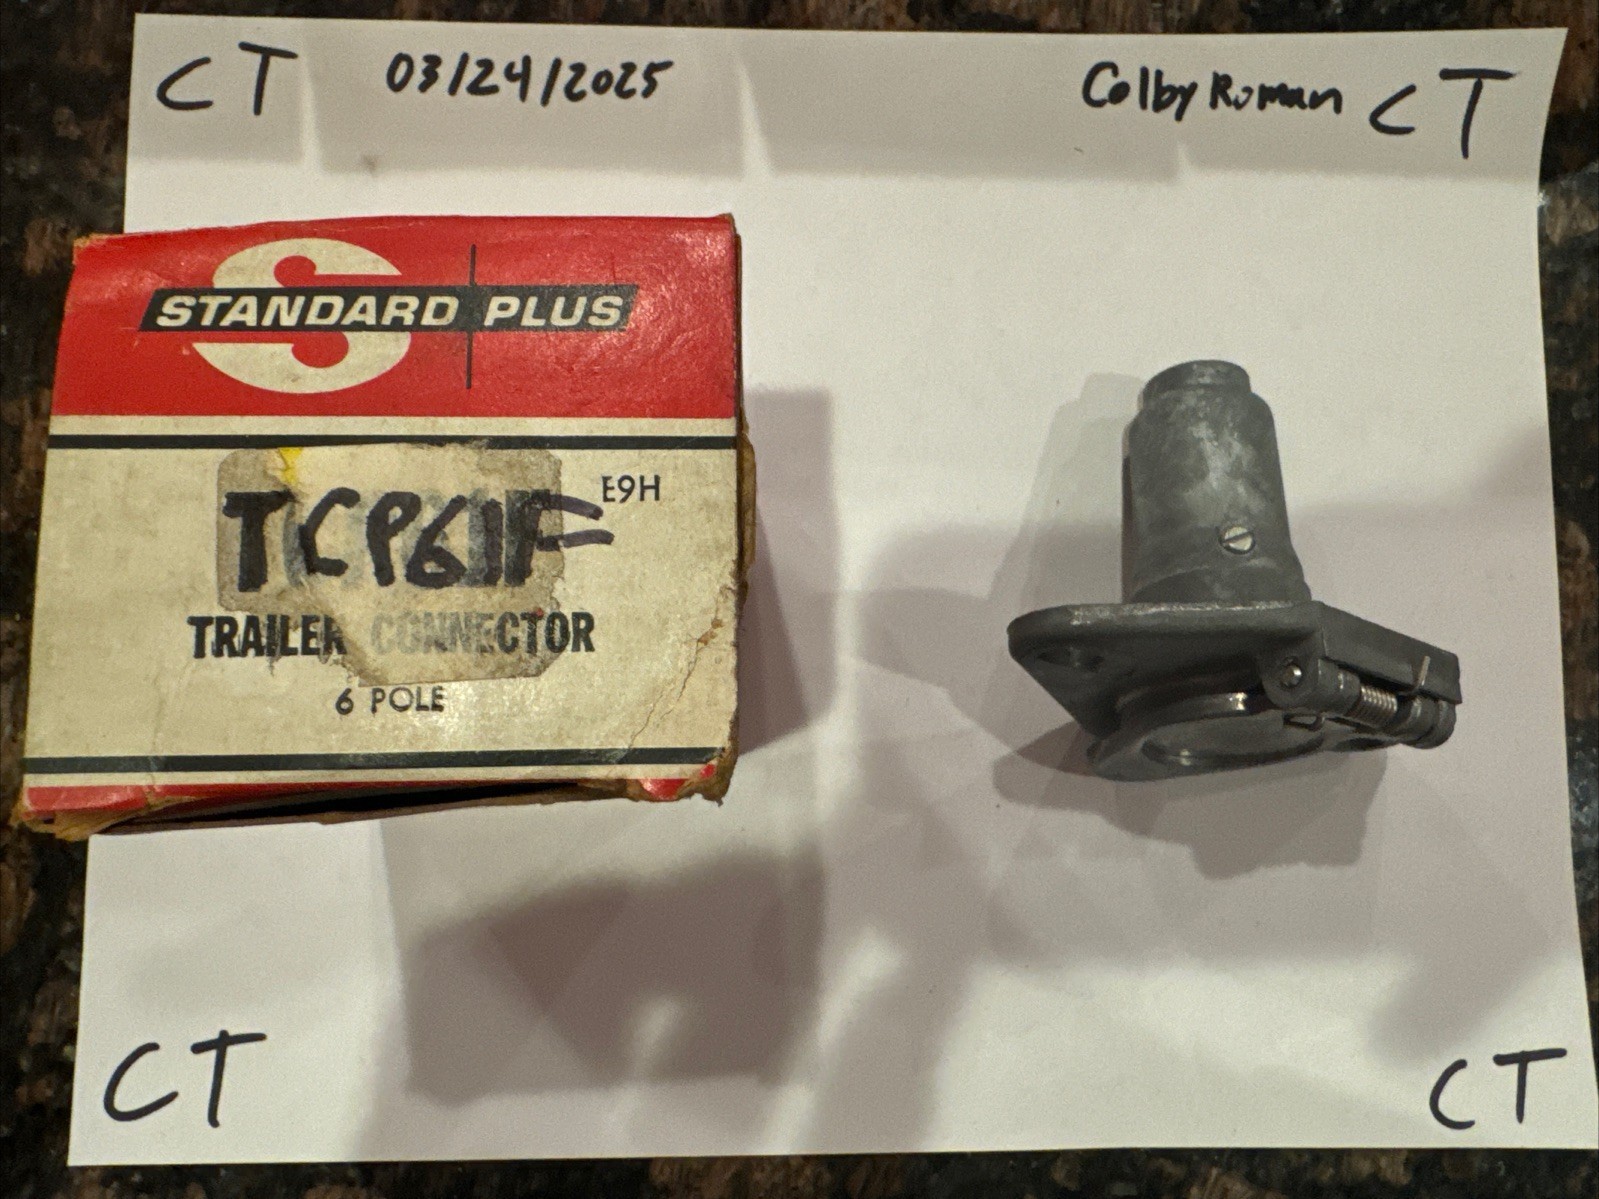 CT 03/24/2025 Colby Roman CT
STANDARD PLUS
TCP61F E9H
TRAILER CONNECTOR
6 POLE
CT CT